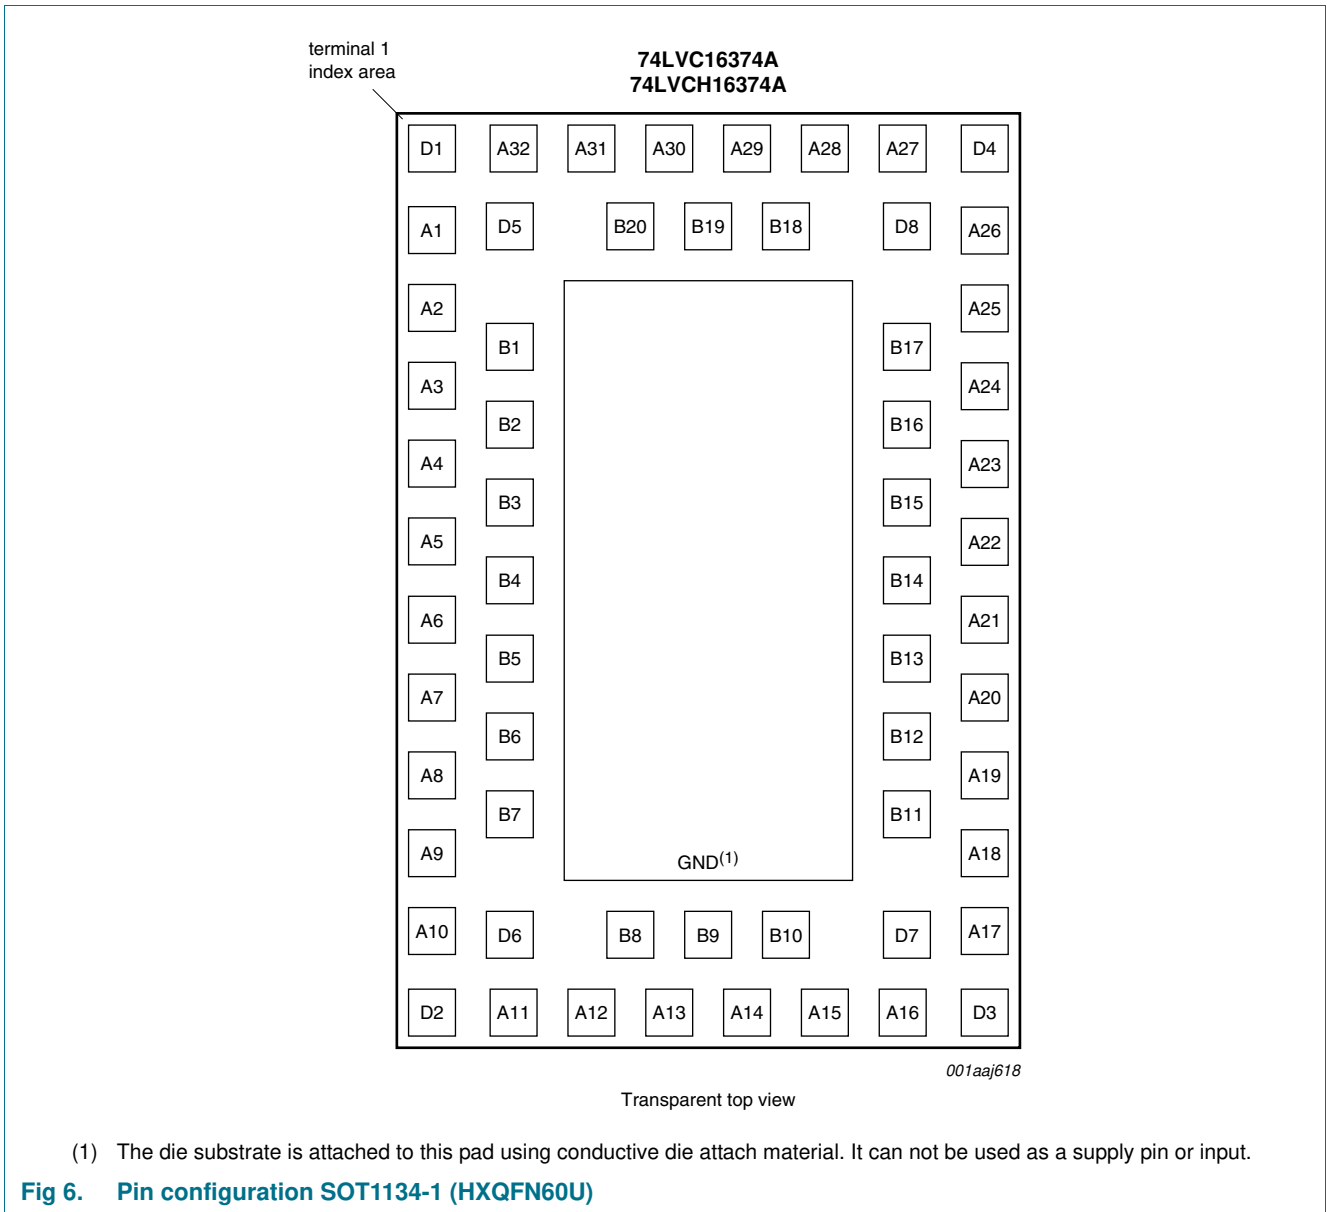 terminal 1
index area
74LVC16374A
74LVCH16374A
D1 A32 A31 A30 A29 A28 A27 D4
A1 D5 B20 B19 B18 D8 A26
A2 A25
B1 B17
A3 A24
B2 B16
A4 A23
B3 B15
A5 A22
B4 B14
A6 A21
B5 B13
A7 A20
B6 B12
A8 A19
B7 B11
A9 A18
GND(1)
A10 D6 B8 B9 B10 D7 A17
D2 A11 A12 A13 A14 A15 A16 D3
001aaj618
Transparent top view
(1) The die substrate is attached to this pad using conductive die attach material. It can not be used as a supply pin or input.
Fig 6. Pin configuration SOT1134-1 (HXQFN60U)